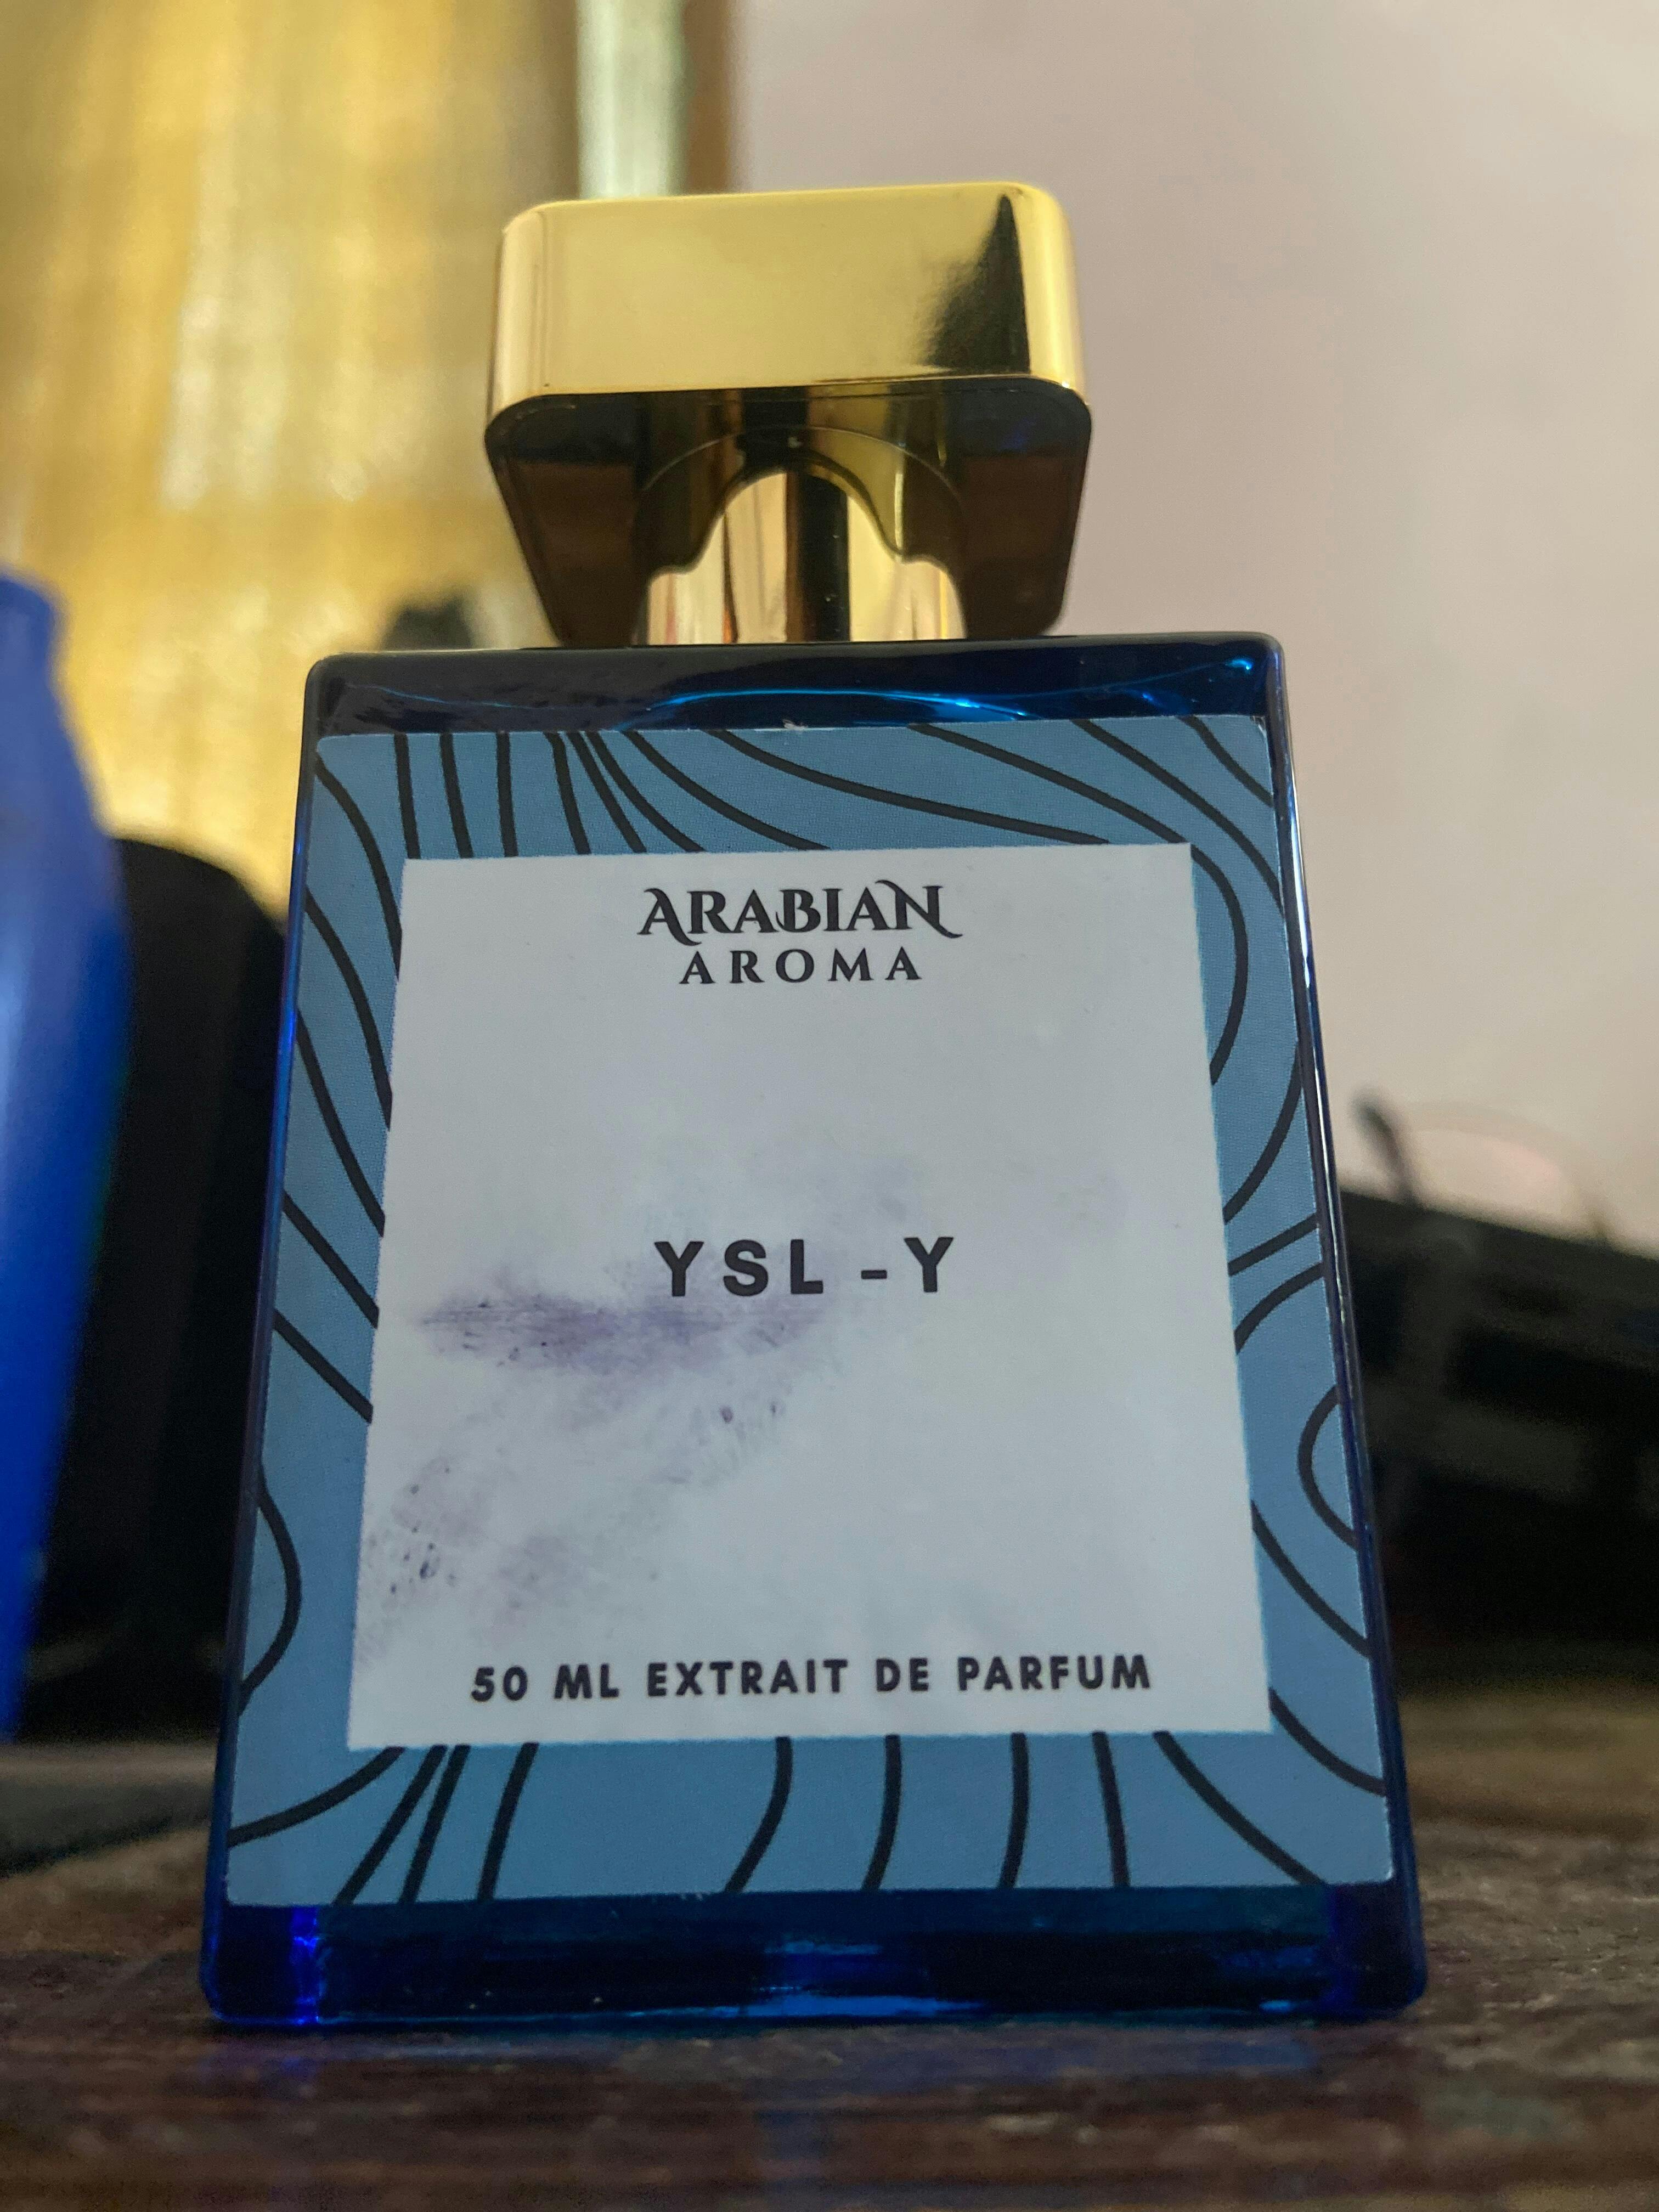 ARABIAN
AROMA
YSL -Y
50 ML EXTRAIT DE PARFUM